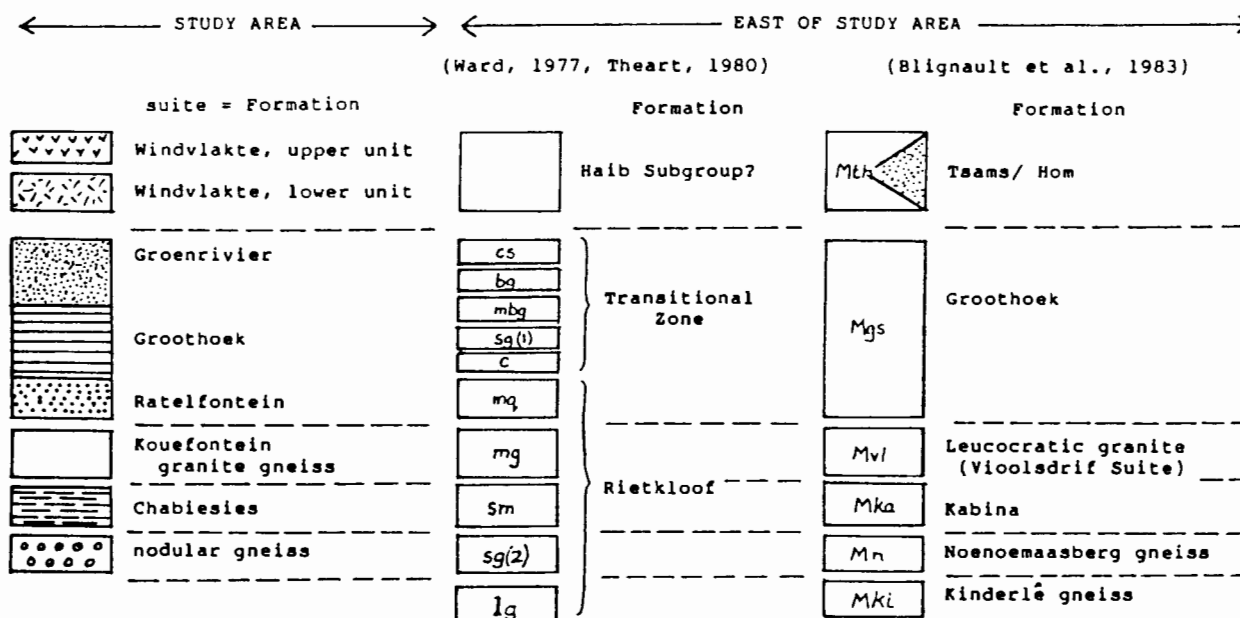 STUDY AREA
EAST OF STUDY AREA
(Ward, 1977, Theart, 1980)
(Blignault et al., 1983)
suite = Formation
Formation
Formation
Windvlakte, upper unit
Windvlakte, lower unit
Haib Subgroup?
Mth
Tsams/ Hom
Groenrivier
Groothoek
Ratelfontein
cs
bg
mbg
sg(1)
c
Transitional
Zone
mq
Mgs
Groothoek
Kouefontein
granite gneiss
mg
Mvl
Leucocratic granite
(Vioolsdrif Suite)
Chabiesies
sm
Rietkloof
Mka
Kabina
nodular gneiss
sg(2)
Mn
Noenoemaasberg gneiss
lg
Mki
Kinderlê gneiss